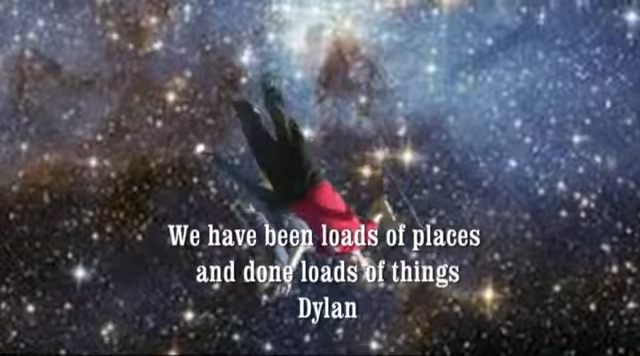 We have been loads of places
and done loads of things
Dylan